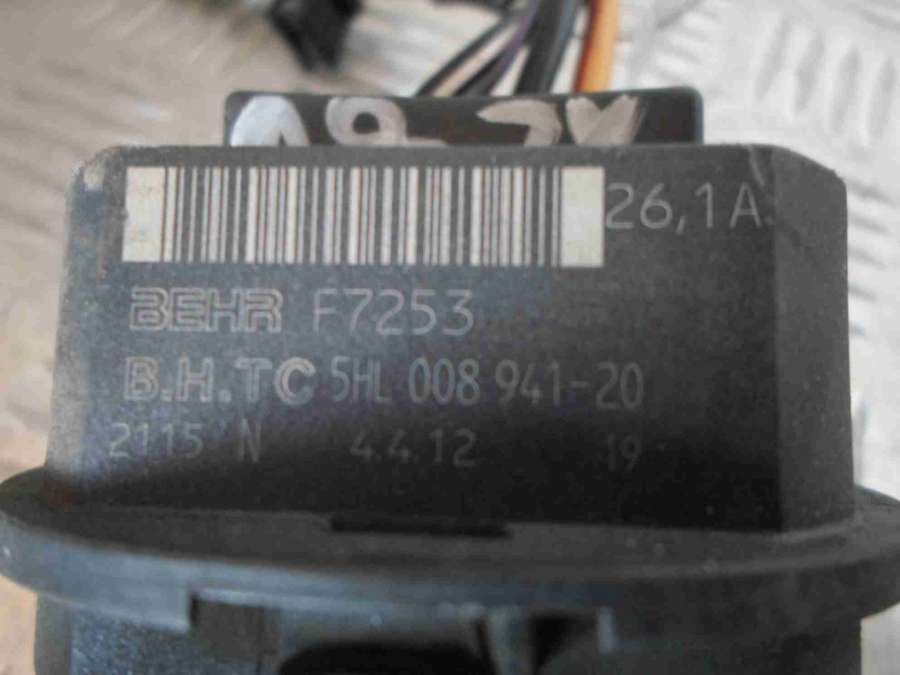 26,1A
BEHR F7253
B.H.TC 5HL 008 941-20
2115 N 4.4.12 19